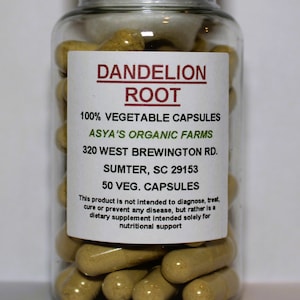 DANDELION
ROOT
100% VEGETABLE CAPSULES
ASYA'S ORGANIC FARMS
320 WEST BREWINGTON RD.
SUMTER, SC 29153
50 VEG. CAPSULES
This product is not intended to diagnose, treat,
cure or prevent any disease, but rather is a
dietary supplement intended solely for
nutritional support